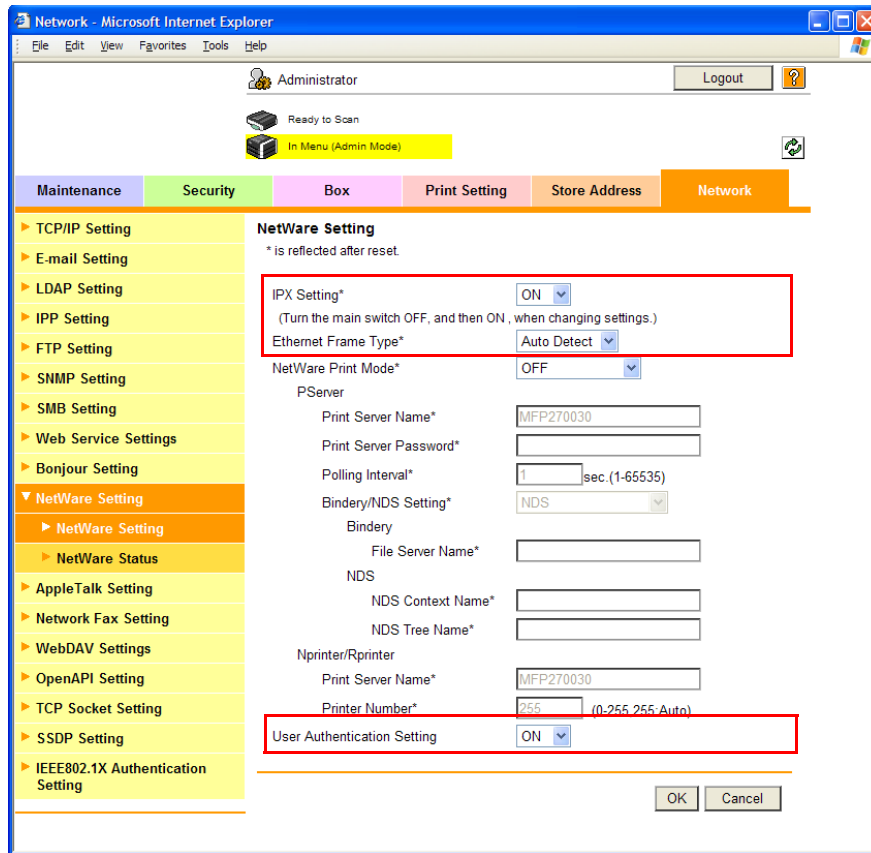 Network - Microsoft Internet Explorer
File Edit View Favorites Tools Help
Administrator
Logout
?
Ready to Scan
In Menu (Admin Mode)
Maintenance Security Box Print Setting Store Address Network
TCP/IP Setting
E-mail Setting
LDAP Setting
IPP Setting
FTP Setting
SNMP Setting
SMB Setting
Web Service Settings
Bonjour Setting
NetWare Setting
NetWare Setting
NetWare Status
AppleTalk Setting
Network Fax Setting
WebDAV Settings
OpenAPI Setting
TCP Socket Setting
SSDP Setting
IEEE802.1X Authentication
Setting
NetWare Setting
* is reflected after reset.
IPX Setting* ON
(Turn the main switch OFF, and then ON , when changing settings.)
Ethernet Frame Type* Auto Detect
NetWare Print Mode* OFF
PServer
Print Server Name* MFP270030
Print Server Password*
Polling Interval* 1 sec.(1-65535)
Bindery/NDS Setting* NDS
Bindery
File Server Name*
NDS
NDS Context Name*
NDS Tree Name*
Nprinter/Rprinter
Print Server Name* MFP270030
Printer Number* 255 (0-255,255:Auto)
User Authentication Setting ON
OK Cancel